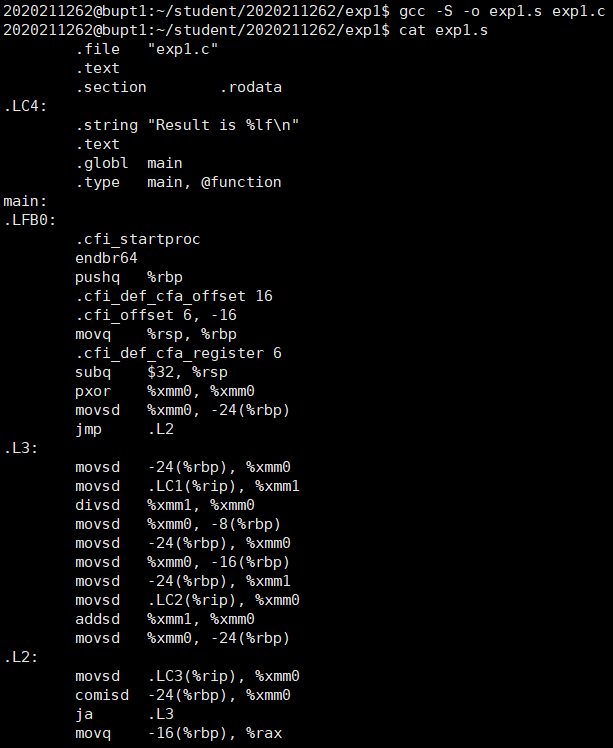 2020211262@bupt1:~/student/2020211262/exp1$ gcc -S -o exp1.s exp1.c
2020211262@bupt1:~/student/2020211262/exp1$ cat exp1.s
        .file   "exp1.c"
        .text
        .section        .rodata
.LC4:
        .string "Result is %lf\n"
        .text
        .globl  main
        .type   main, @function
main:
.LFB0:
        .cfi_startproc
        endbr64
        pushq   %rbp
        .cfi_def_cfa_offset 16
        .cfi_offset 6, -16
        movq    %rsp, %rbp
        .cfi_def_cfa_register 6
        subq    $32, %rsp
        pxor    %xmm0, %xmm0
        movsd   %xmm0, -24(%rbp)
        jmp     .L2
.L3:
        movsd   -24(%rbp), %xmm0
        movsd   .LC1(%rip), %xmm1
        divsd   %xmm1, %xmm0
        movsd   %xmm0, -8(%rbp)
        movsd   -24(%rbp), %xmm0
        movsd   %xmm0, -16(%rbp)
        movsd   -24(%rbp), %xmm1
        movsd   .LC2(%rip), %xmm0
        addsd   %xmm1, %xmm0
        movsd   %xmm0, -24(%rbp)
.L2:
        movsd   .LC3(%rip), %xmm0
        comisd  -24(%rbp), %xmm0
        ja      .L3
        movq    -16(%rbp), %rax